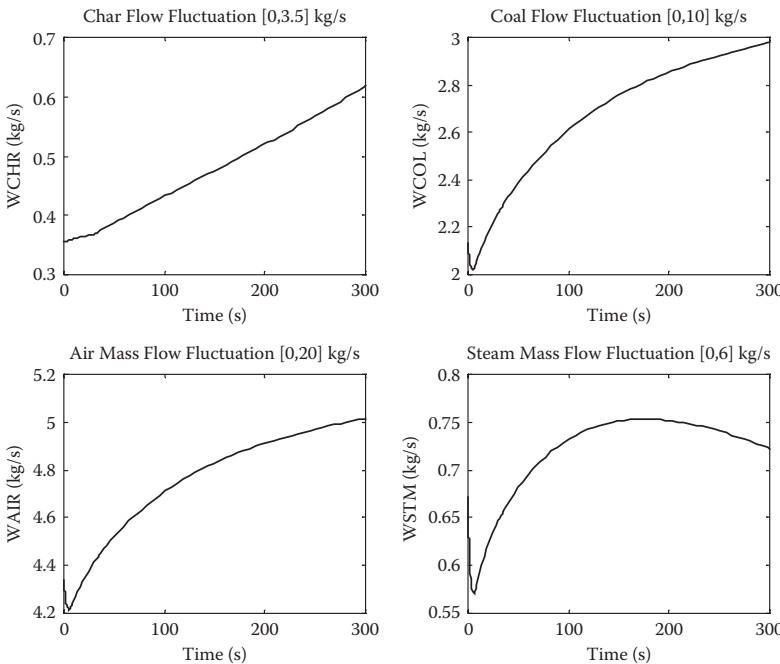 Char Flow Fluctuation [0,3.5] kg/s
0.7
0.6
0.5
0.4
0.3
WCHR (kg/s)
0 100 200 300
Time (s)
Coal Flow Fluctuation [0,10] kg/s
3
2.8
2.6
2.4
2.2
2
WCOL (kg/s)
0 100 200 300
Time (s)
Air Mass Flow Fluctuation [0,20] kg/s
5.2
5
4.8
4.6
4.4
4.2
WAIR (kg/s)
0 100 200 300
Time (s)
Steam Mass Flow Fluctuation [0,6] kg/s
0.8
0.75
0.7
0.65
0.6
0.55
WSTM (kg/s)
0 100 200 300
Time (s)